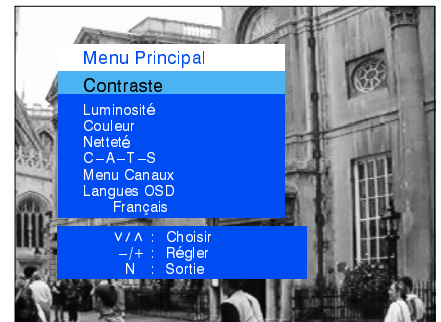 Menu Principal
Contraste
Luminosité
Couleur
Netteté
C-A-T-S
Menu Canaux
Langues OSD
Français
∨/∧ : Choisir
-/+ : Régler
N : Sortie